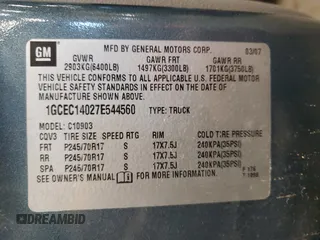 GM
MFD BY GENERAL MOTORS CORP. 03/07
GVWR GAWR FRT GAWR RR
2903KG(6400LB) 1497KG(3300LB) 1701KG(3750LB)
THIS VEHICLE CONFORMS TO ALL APPLICABLE U.S. FEDERAL MOTOR
VEHICLE SAFETY STANDARDS IN EFFECT ON THE DATE OF
MANUFACTURE SHOWN ABOVE.
1GCEC14027E544560 TYPE: TRUCK
MODEL: C10903
CQV3 TIRE SIZE SPEED RTG RIM COLD TIRE PRESSURE
FRT P245/70R17 S 17X7.5J 240KPA(35PSI)
RR P245/70R17 S 17X7.5J 240KPA(35PSI)
SPA P245/70R17 S 17X7.5J 240KPA(35PSI)
SEE OWNER'S MANUAL FOR MORE INFORMATION.
DREAMBID